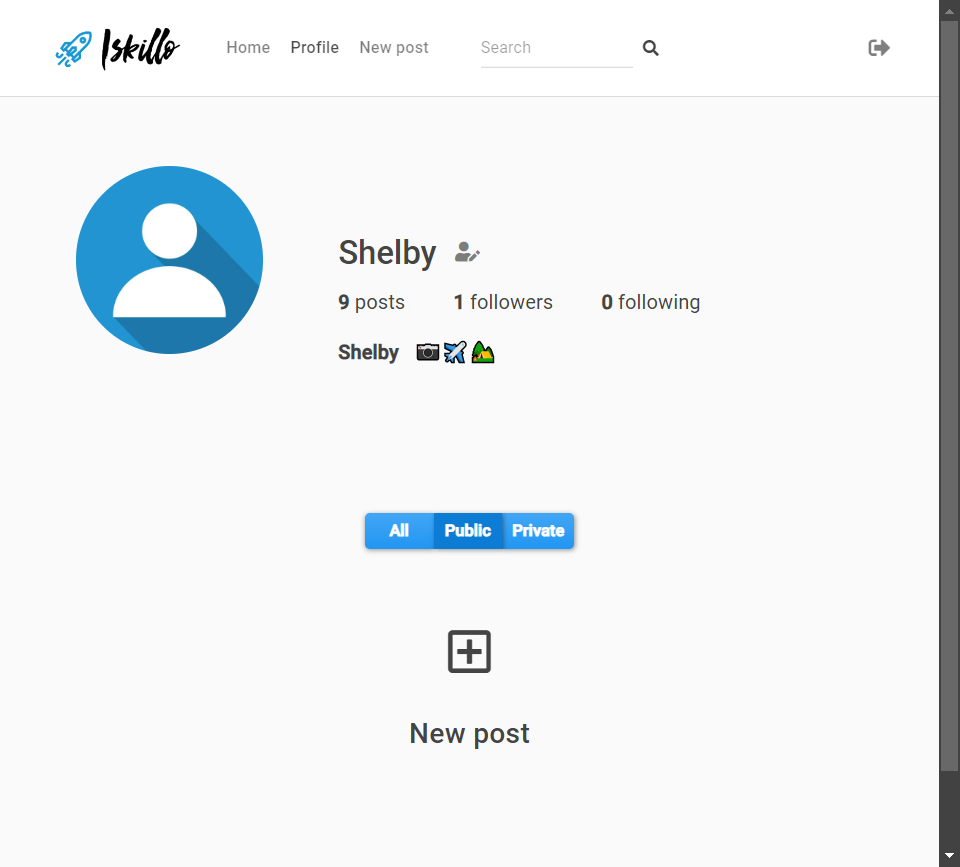 Iskillo Home Profile New post Search
Shelby
9 posts 1 followers 0 following
Shelby 📷✈️🏕️
All Public Private
New post